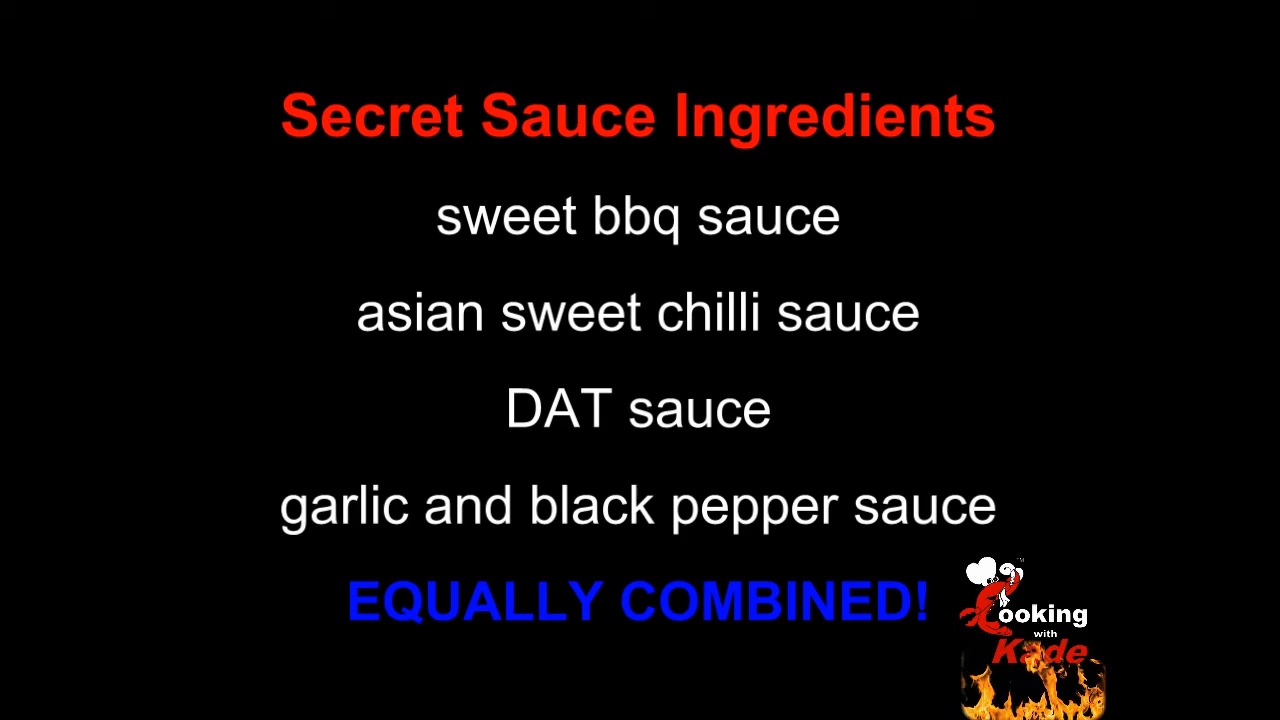 Secret Sauce Ingredients
sweet bbq sauce
asian sweet chilli sauce
DAT sauce
garlic and black pepper sauce
EQUALLY COMBINED!
Cooking
with
Kade